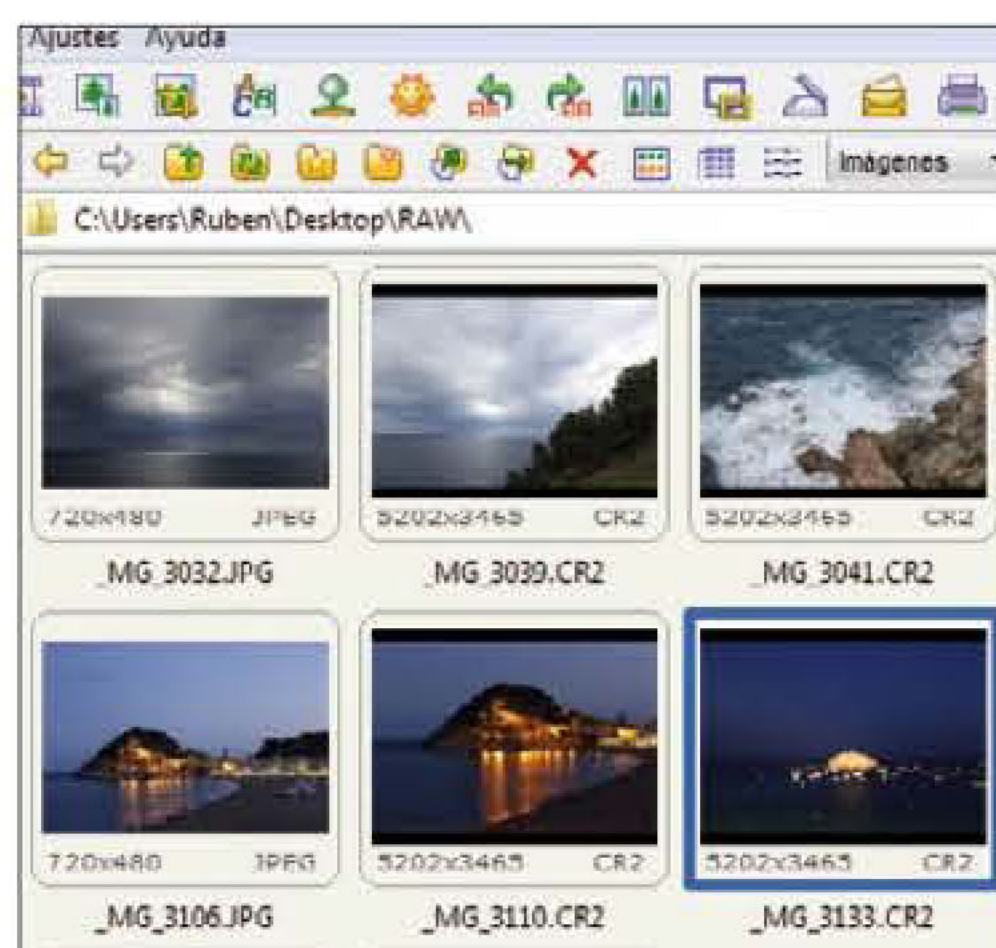 Ajustes Ayuda
Imágenes
C:\Users\Ruben\Desktop\RAW\
720x480 JPEG 5202x3465 CR2 5202x3465 CR2
_MG_3032.JPG _MG_3039.CR2 _MG_3041.CR2
720x480 JPEG 5202x3465 CR2 5202x3465 CR2
_MG_3106.JPG _MG_3110.CR2 _MG_3133.CR2